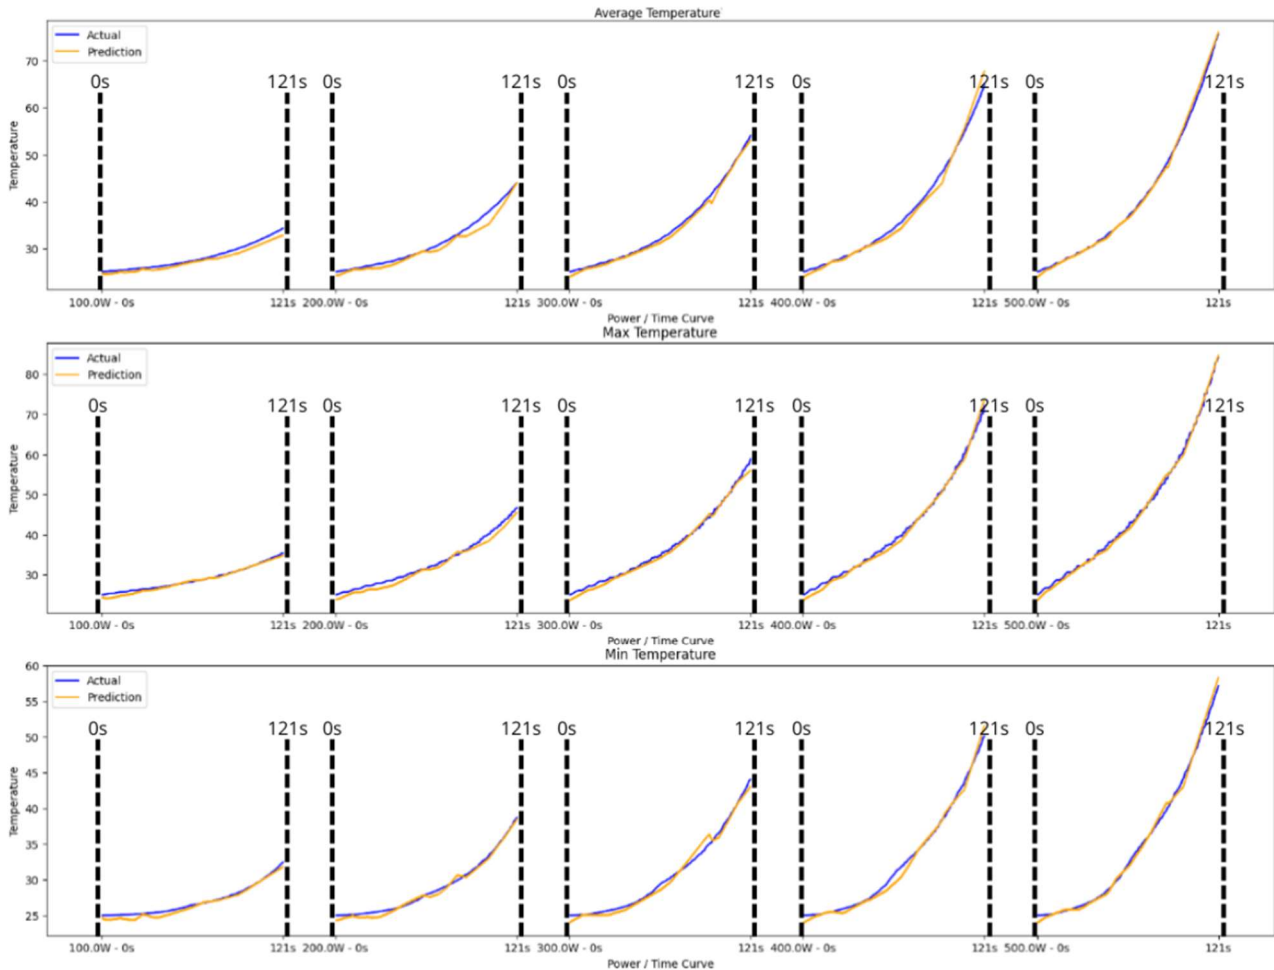 Average Temperature
Actual
Prediction
0s 121s 0s 121s 0s 121s 0s 121s 0s 121s
70
60
50
40
30
Temperature
100.0W - 0s 121s 200.0W - 0s 121s 300.0W - 0s 121s 400.0W - 0s 121s 500.0W - 0s 121s
Power / Time Curve
Max Temperature
Actual
Prediction
0s 121s 0s 121s 0s 121s 0s 121s 0s 121s
80
70
60
50
40
30
Temperature
100.0W - 0s 121s 200.0W - 0s 121s 300.0W - 0s 121s 400.0W - 0s 121s 500.0W - 0s 121s
Power / Time Curve
Min Temperature
Actual
Prediction
0s 121s 0s 121s 0s 121s 0s 121s 0s 121s
60
55
50
45
40
35
30
25
Temperature
100.0W - 0s 121s 200.0W - 0s 121s 300.0W - 0s 121s 400.0W - 0s 121s 500.0W - 0s 121s
Power / Time Curve